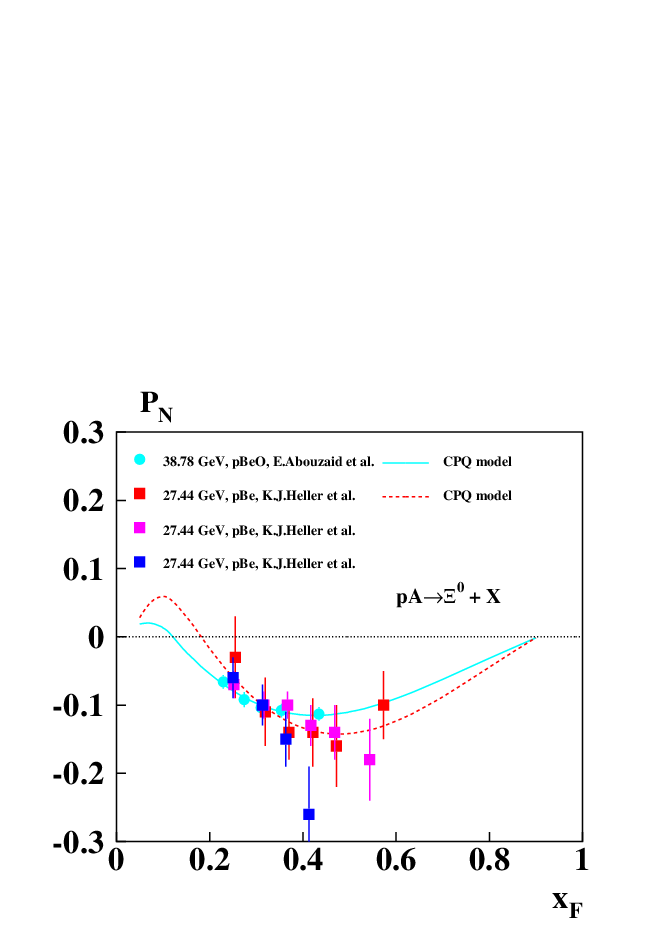 P_N
0.3
38.78 GeV, pBeO, E.Abouzaid et al. CPQ model
0.2
27.44 GeV, pBe, K.J.Heller et al. CPQ model
27.44 GeV, pBe, K.J.Heller et al.
0.1
27.44 GeV, pBe, K.J.Heller et al.
pA→Ξ⁰ + X
0
-0.1
-0.2
-0.3
0 0.2 0.4 0.6 0.8 1
x_F